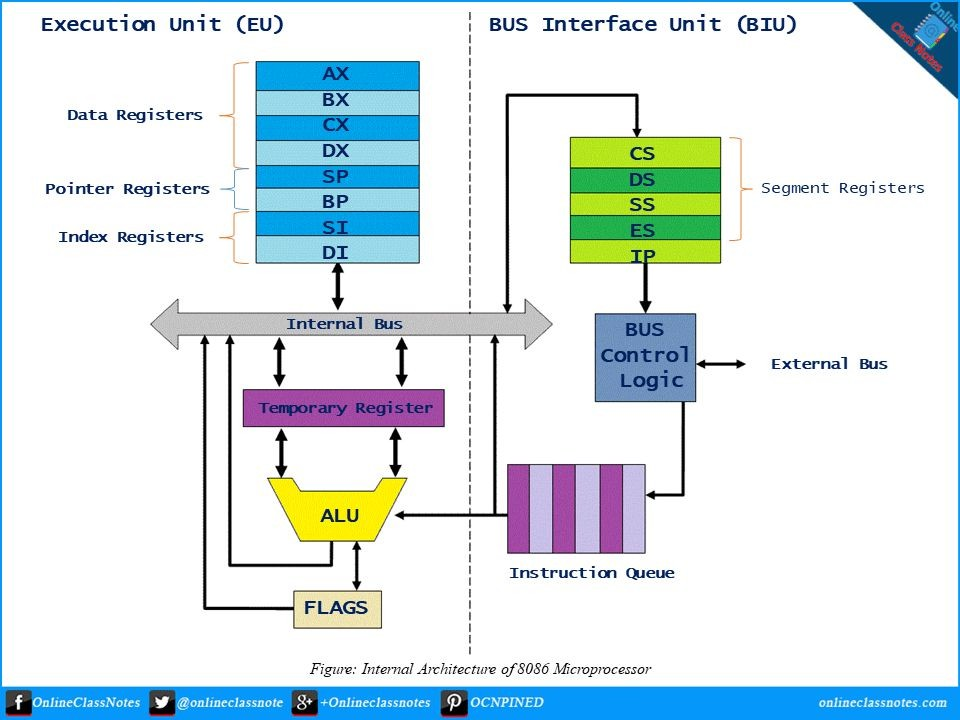 Execution Unit (EU)
BUS Interface Unit (BIU)
Online
Class Notes
AX
BX
CX
DX
SP
BP
SI
DI
Data Registers
Pointer Registers
Index Registers
CS
DS
SS
ES
IP
Segment Registers
Internal Bus
BUS
Control
Logic
External Bus
Temporary Register
ALU
Instruction Queue
FLAGS
Figure: Internal Architecture of 8086 Microprocessor
OnlineClassNotes @onlineclassnote +Onlineclassnotes OCNPINED onlineclassnotes.com